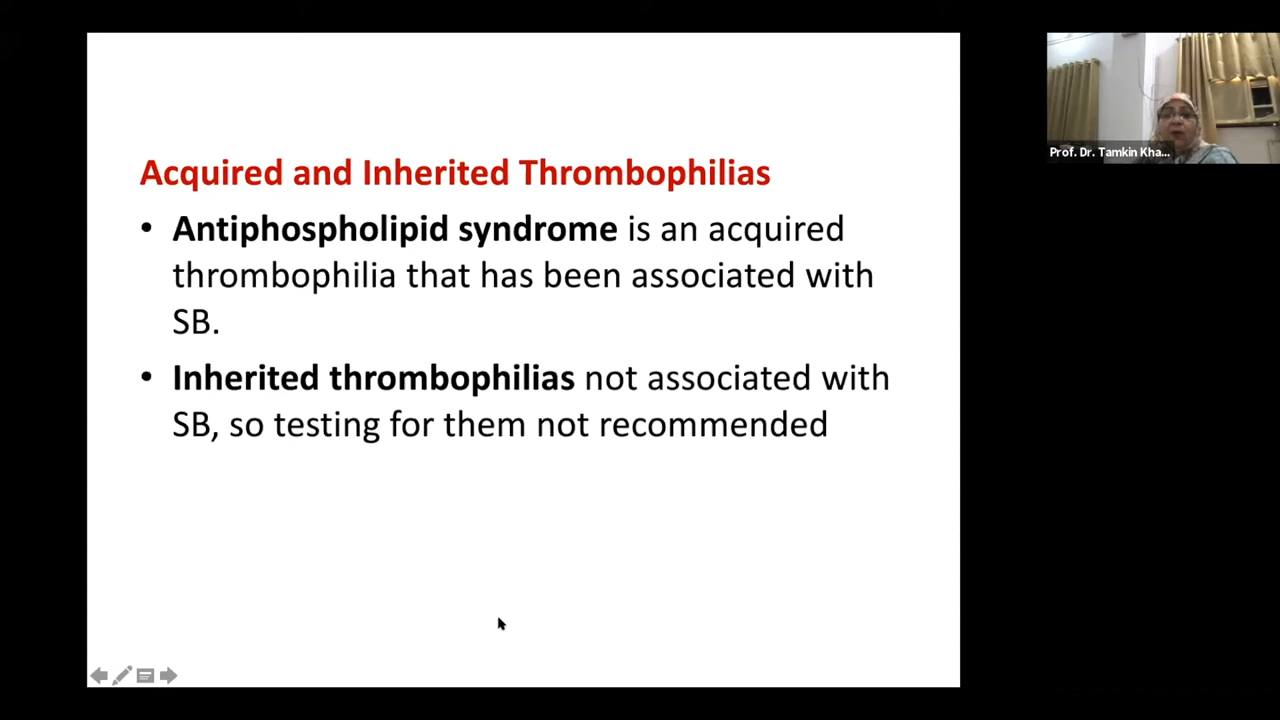 Acquired and Inherited Thrombophilias
• Antiphospholipid syndrome is an acquired
thrombophilia that has been associated with
SB.
• Inherited thrombophilias not associated with
SB, so testing for them not recommended
Prof. Dr. Tamkin Kha...